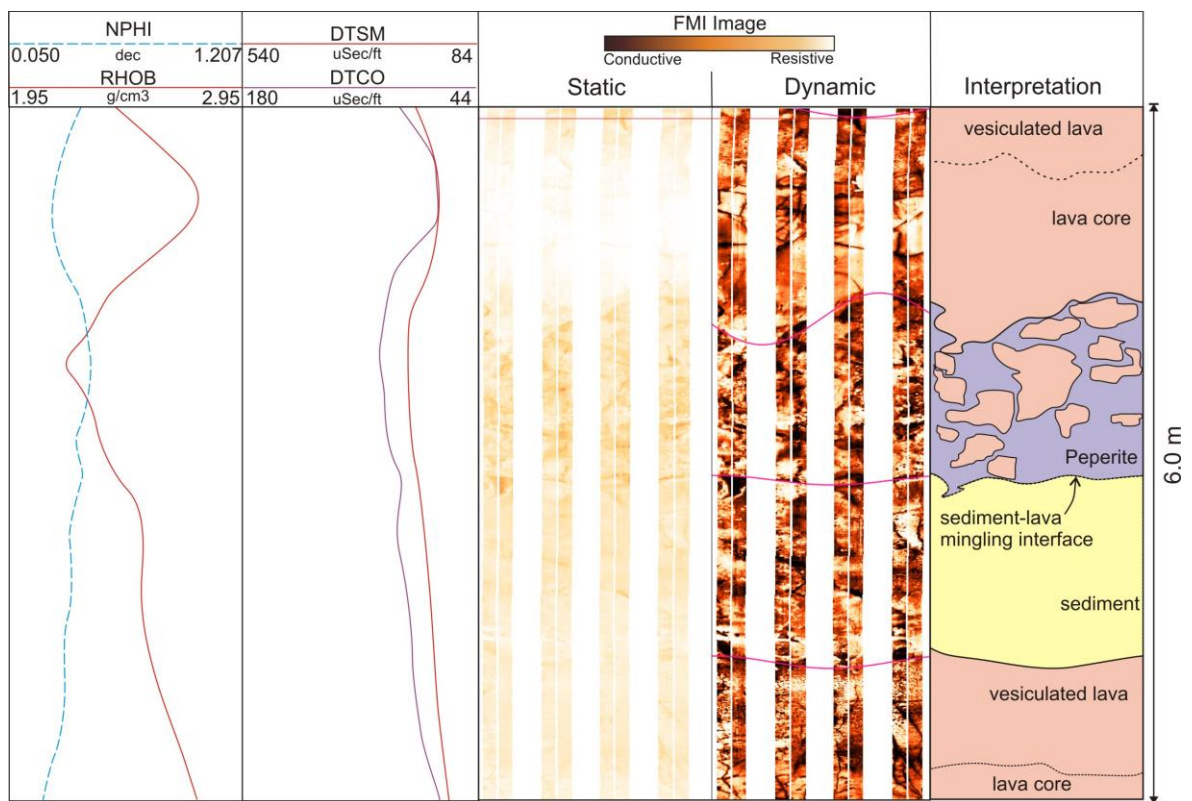 NPHI
0.050 dec 1.207
RHOB
1.95 g/cm3 2.95
DTSM
540 uSec/ft 84
DTCO
180 uSec/ft 44
FMI Image
Conductive Resistive
Static Dynamic
Interpretation
vesiculated lava
lava core
Peperite
sediment-lava
mingling interface
sediment
vesiculated lava
lava core
6.0 m